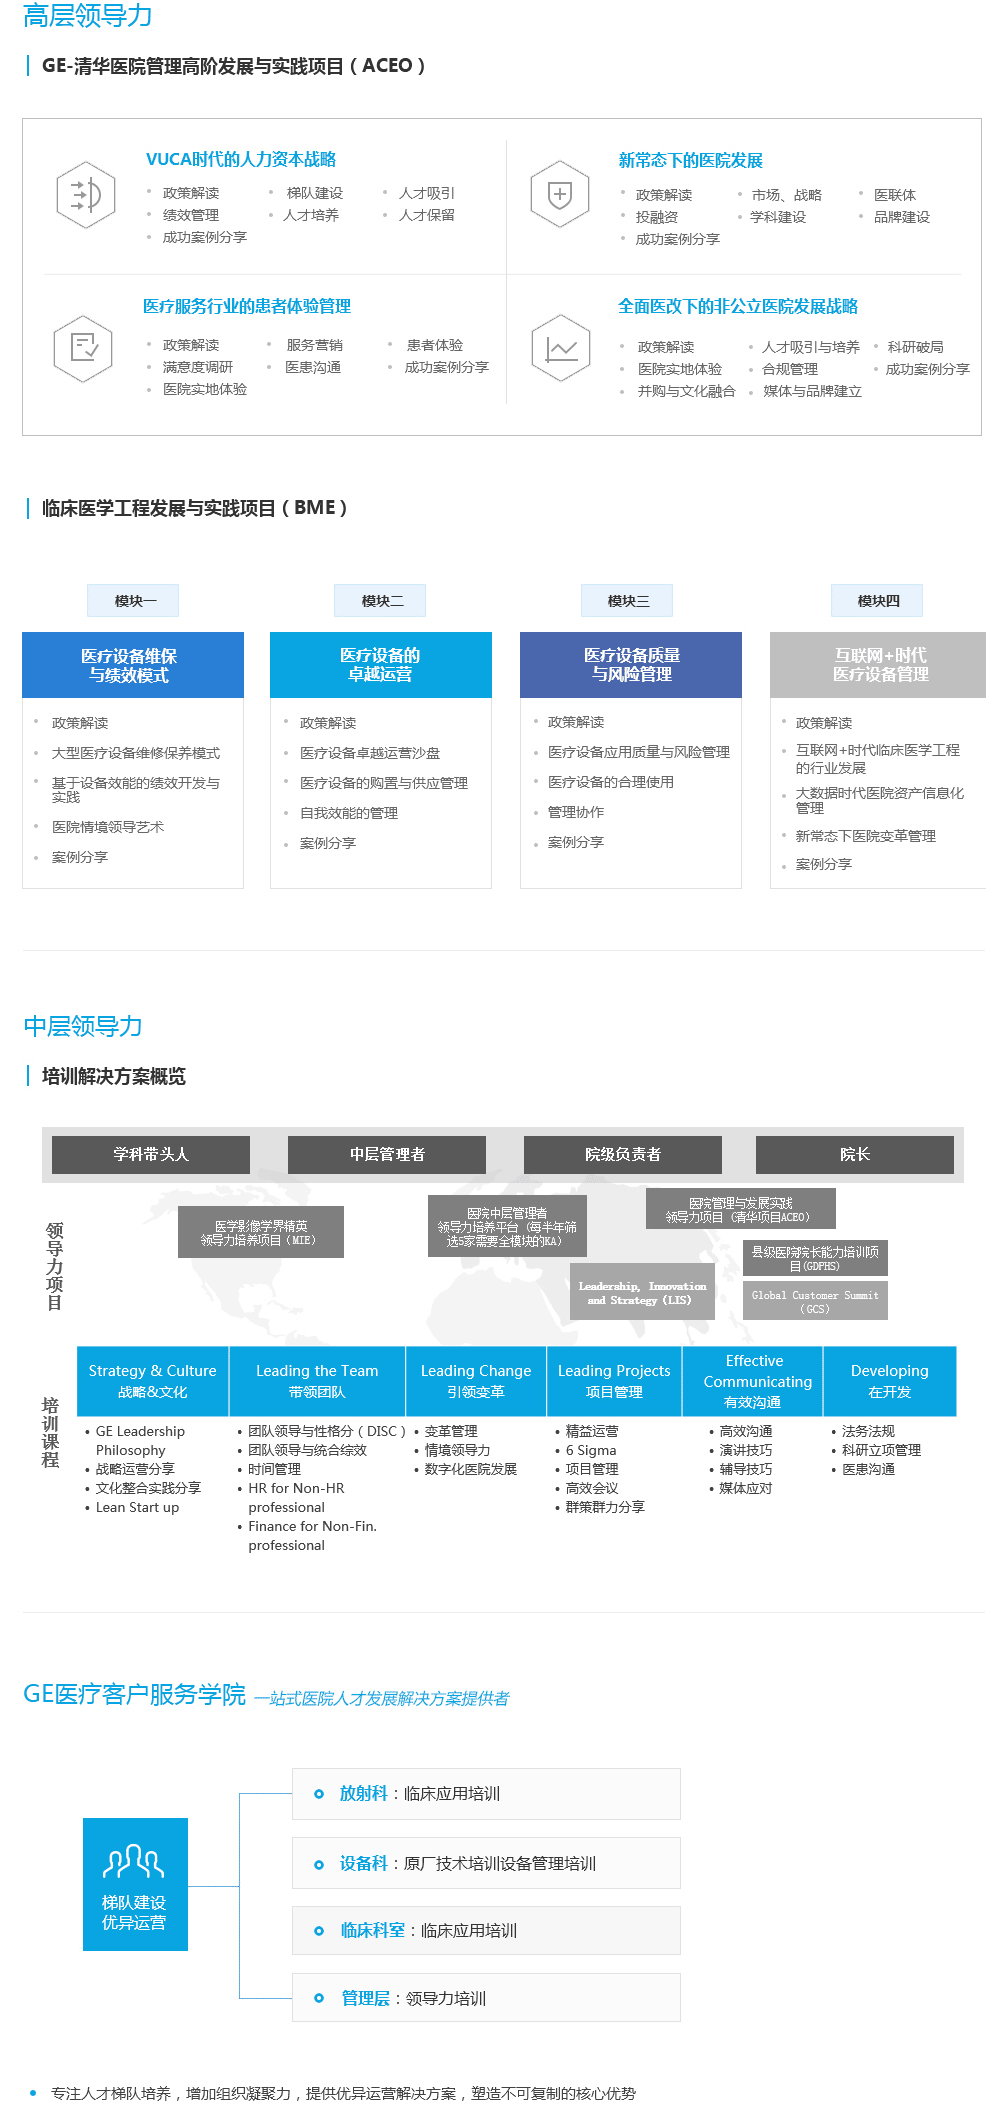 高层领导力
GE-清华医院管理高阶发展与实践项目（ACEO）
VUCA时代的人力资本战略
政策解读
梯队建设
人才吸引
绩效管理
人才培养
人才保留
成功案例分享
新常态下的医院发展
政策解读
市场、战略
医联体
投融资
学科建设
品牌建设
成功案例分享
医疗服务行业的患者体验管理
政策解读
服务营销
患者体验
满意度调研
医患沟通
成功案例分享
医院实地体验
全面医改下的非公立医院发展战略
政策解读
人才吸引与培养
科研破局
医院实地体验
合规管理
成功案例分享
并购与文化融合
媒体与品牌建立
临床医学工程发展与实践项目（BME）
模块一
医疗设备维保
与绩效模式
政策解读
大型医疗设备维修保养模式
基于设备效能的绩效开发与
实践
医院情境领导艺术
案例分享
模块二
医疗设备的
卓越运营
政策解读
医疗设备卓越运营沙盘
医疗设备的购置与供应管理
自我效能的管理
案例分享
模块三
医疗设备质量
与风险管理
政策解读
医疗设备应用质量与风险管理
医疗设备的合理使用
管理协作
案例分享
模块四
互联网+时代
医疗设备管理
政策解读
互联网+时代临床医学工程
的行业发展
大数据时代医院资产信息化
管理
新常态下医院变革管理
案例分享
中层领导力
培训解决方案概览
学科带头人
中层管理者
院级负责者
院长
领导力项目
医学影像学界精英
领导力培养项目（MIE）
医院中层管理者
领导力培养平台（每半年筛
选5家需要全模块的KA）
医院管理与发展实践
领导力项目（清华项目ACEO）
县级医院院长能力培训项
目(GDPHS)
Leadership, Innovation
and Strategy (LIS)
Global Customer Summit
（GCS）
培训课程
Strategy & Culture
战略&文化
• GE Leadership
Philosophy
• 战略运营分享
• 文化整合实践分享
• Lean Start up
Leading the Team
带领团队
• 团队领导与性格分（DISC）
• 团队领导与统合综效
• 时间管理
• HR for Non-HR
professional
• Finance for Non-Fin.
professional
Leading Change
引领变革
• 变革管理
• 情境领导力
• 数字化医院发展
Leading Projects
项目管理
• 精益运营
• 6 Sigma
• 项目管理
• 高效会议
• 群策群力分享
Effective
Communicating
有效沟通
• 高效沟通
• 演讲技巧
• 辅导技巧
• 媒体应对
Developing
在开发
• 法务法规
• 科研立项管理
• 医患沟通
GE医疗客户服务学院 一站式医院人才发展解决方案提供者
梯队建设
优异运营
放射科：临床应用培训
设备科：原厂技术培训设备管理培训
临床科室：临床应用培训
管理层：领导力培训
专注人才梯队培养，增加组织凝聚力，提供优异运营解决方案，塑造不可复制的核心优势